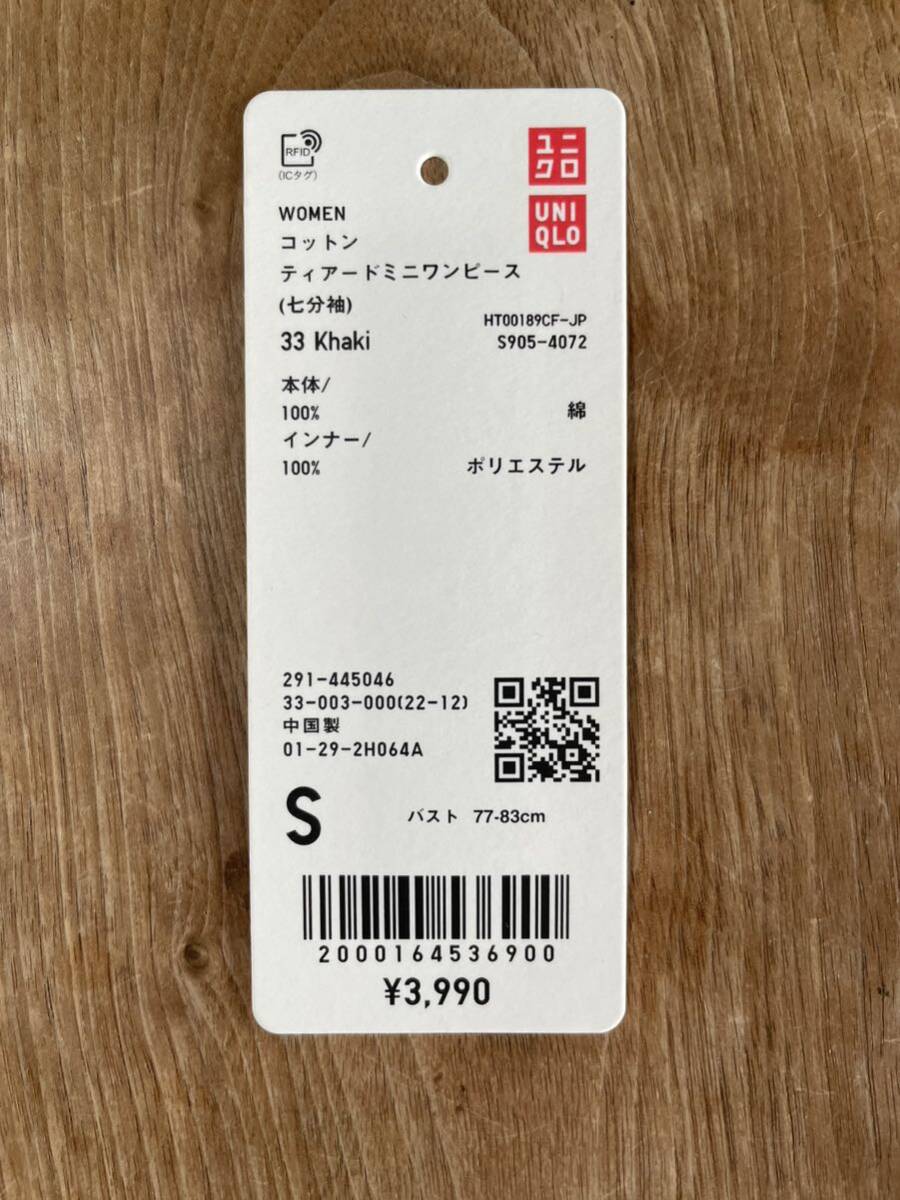 RFID
(ICタグ)
ユニ
クロ
UNI
QLO
WOMEN
コットン
ティアードミニワンピース
(七分袖)
33 Khaki
HT00189CF-JP
S905-4072
本体/
100% 綿
インナー/
100% ポリエステル
291-445046
33-003-000(22-12)
中国製
01-29-2H064A
S
バスト 77-83cm
2000164536900
¥3,990